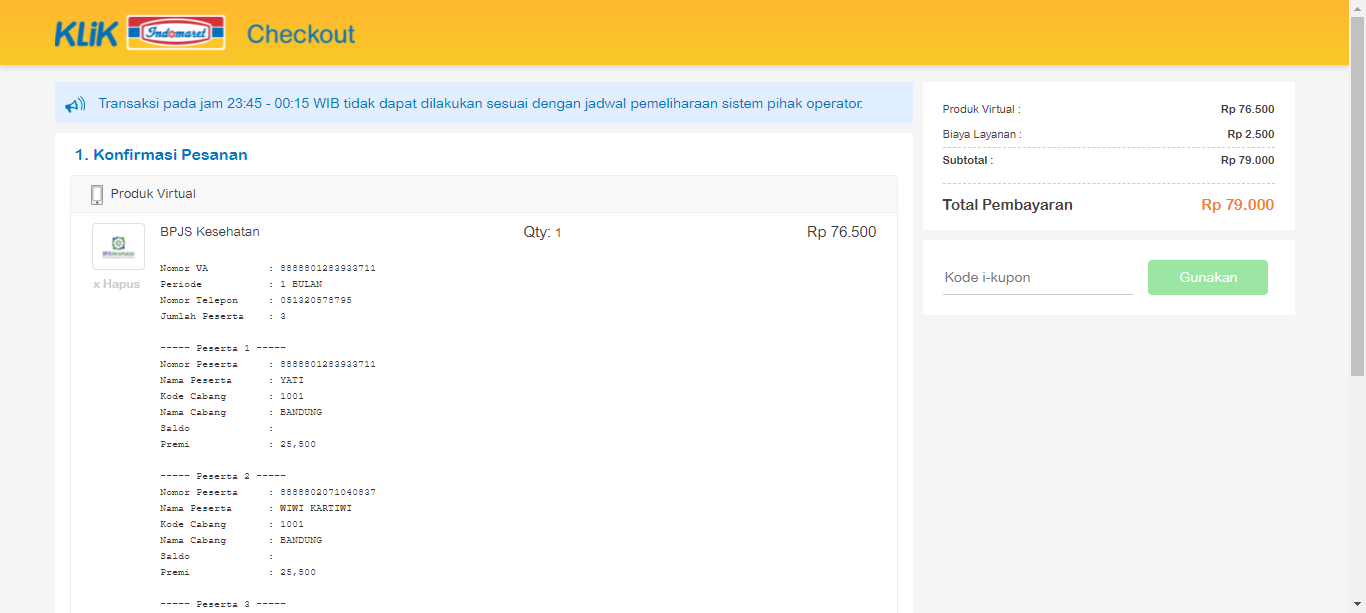 KLiK Indomaret Checkout
Transaksi pada jam 23:45 - 00:15 WIB tidak dapat dilakukan sesuai dengan jadwal pemeliharaan sistem pihak operator.
1. Konfirmasi Pesanan
Produk Virtual
BPJS Kesehatan Qty: 1 Rp 76.500
x Hapus
Nomor VA : 8888801283933711
Periode : 1 BULAN
Nomor Telepon : 051320578795
Jumlah Peserta : 3
----- Peserta 1 -----
Nomor Peserta : 8888801283933711
Nama Peserta : YATI
Kode Cabang : 1001
Nama Cabang : BANDUNG
Saldo :
Premi : 25,500
----- Peserta 2 -----
Nomor Peserta : 8888802071040837
Nama Peserta : WIWI KARTIWI
Kode Cabang : 1001
Nama Cabang : BANDUNG
Saldo :
Premi : 25,500
----- Peserta 3 -----
Produk Virtual : Rp 76.500
Biaya Layanan : Rp 2.500
Subtotal : Rp 79.000
Total Pembayaran Rp 79.000
Kode i-kupon Gunakan